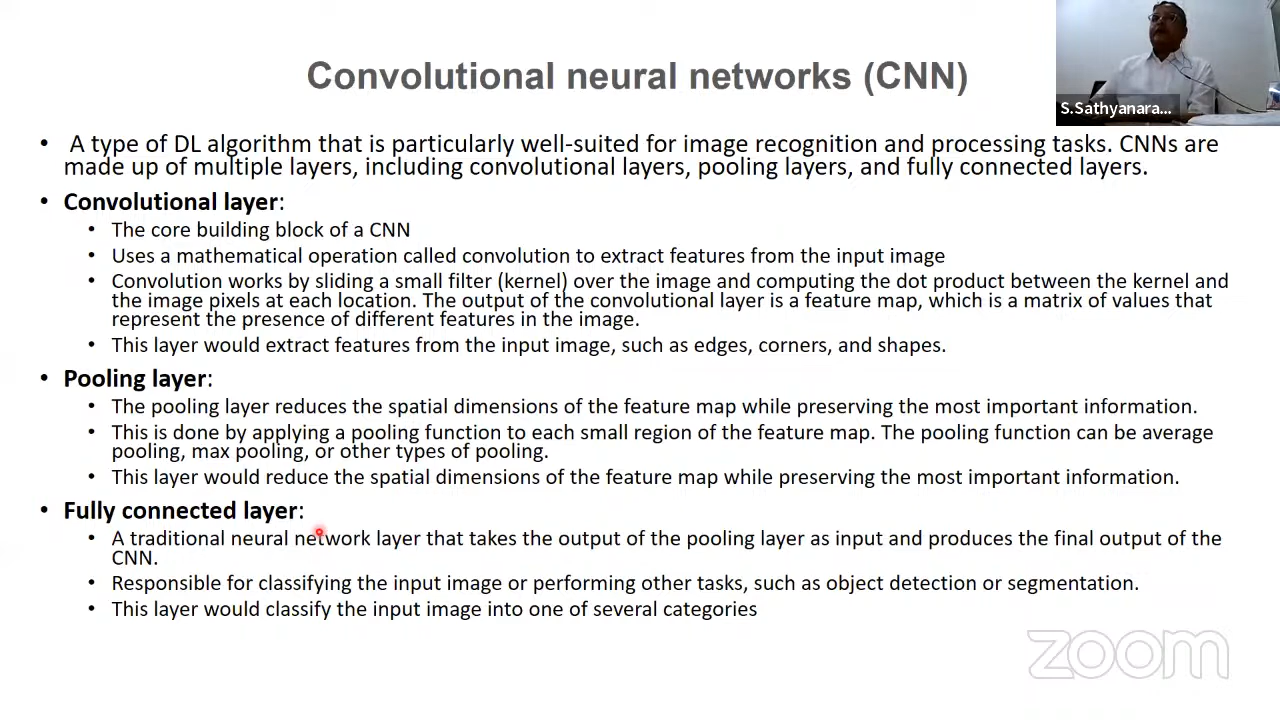 Convolutional neural networks (CNN)
S.Sathyanara...
• A type of DL algorithm that is particularly well-suited for image recognition and processing tasks. CNNs are
made up of multiple layers, including convolutional layers, pooling layers, and fully connected layers.
• Convolutional layer:
• The core building block of a CNN
• Uses a mathematical operation called convolution to extract features from the input image
• Convolution works by sliding a small filter (kernel) over the image and computing the dot product between the kernel and
the image pixels at each location. The output of the convolutional layer is a feature map, which is a matrix of values that
represent the presence of different features in the image.
• This layer would extract features from the input image, such as edges, corners, and shapes.
• Pooling layer:
• The pooling layer reduces the spatial dimensions of the feature map while preserving the most important information.
• This is done by applying a pooling function to each small region of the feature map. The pooling function can be average
pooling, max pooling, or other types of pooling.
• This layer would reduce the spatial dimensions of the feature map while preserving the most important information.
• Fully connected layer:
• A traditional neural network layer that takes the output of the pooling layer as input and produces the final output of the
CNN.
• Responsible for classifying the input image or performing other tasks, such as object detection or segmentation.
• This layer would classify the input image into one of several categories
zoom